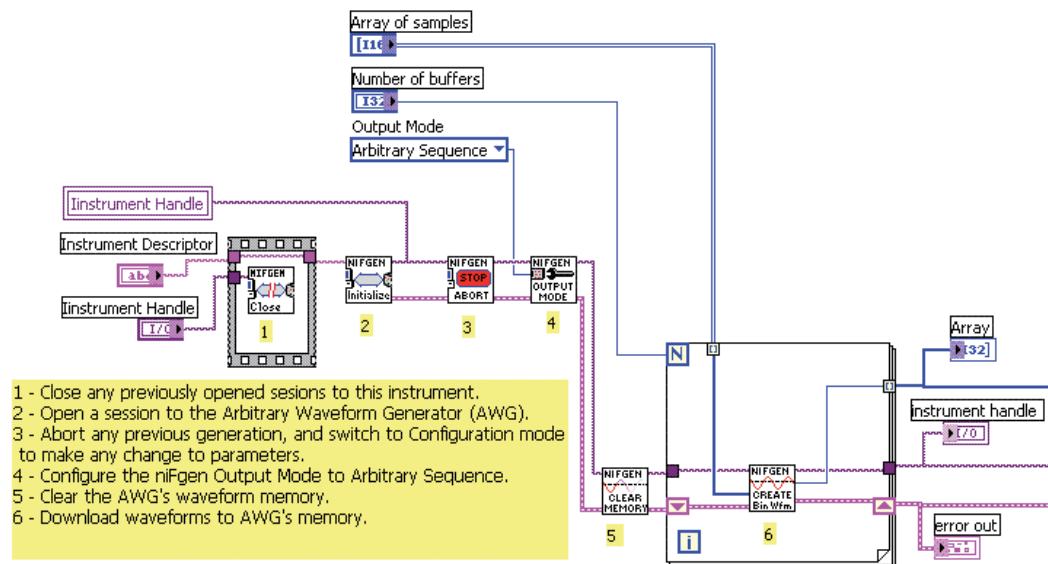 Array of samples
[I16
Number of buffers
I32
Output Mode
Arbitrary Sequence
Iinstrument Handle
Instrument Descriptor
abc
Iinstrument Handle
I/O
NIFGEN
Close
1
NIFGEN
Initialize
2
NIFGEN
STOP
ABORT
3
NIFGEN
OUTPUT
MODE
4
1 - Close any previously opened sesions to this instrument.
2 - Open a session to the Arbitrary Waveform Generator (AWG).
3 - Abort any previous generation, and switch to Configuration mode
to make any change to parameters.
4 - Configure the niFgen Output Mode to Arbitrary Sequence.
5 - Clear the AWG's waveform memory.
6 - Download waveforms to AWG's memory.
NIFGEN
CLEAR
MEMORY
5
N
i
NIFGEN
CREATE
Bin Wfm
6
Array
I32]
instrument handle
I/O
error out